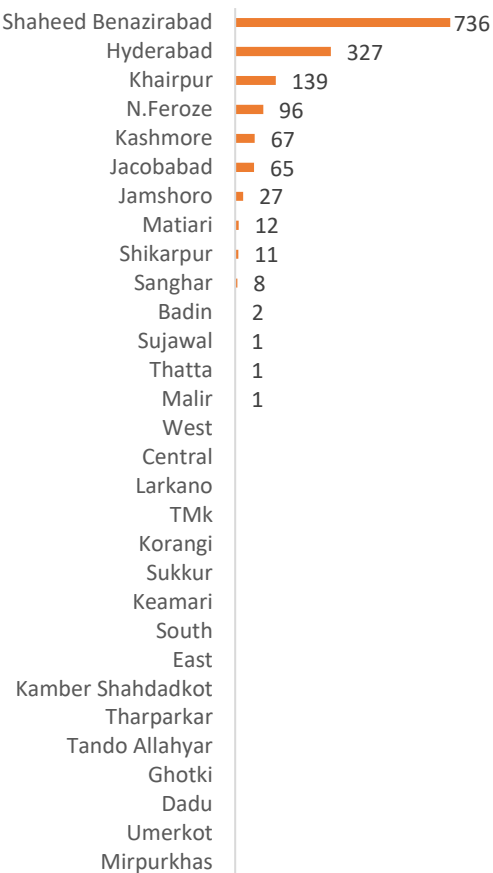 Shaheed Benazirabad 736
Hyderabad 327
Khairpur 139
N.Feroze 96
Kashmore 67
Jacobabad 65
Jamshoro 27
Matiari 12
Shikarpur 11
Sanghar 8
Badin 2
Sujawal 1
Thatta 1
Malir 1
West
Central
Larkano
TMk
Korangi
Sukkur
Keamari
South
East
Kamber Shahdadkot
Tharparkar
Tando Allahyar
Ghotki
Dadu
Umerkot
Mirpurkhas